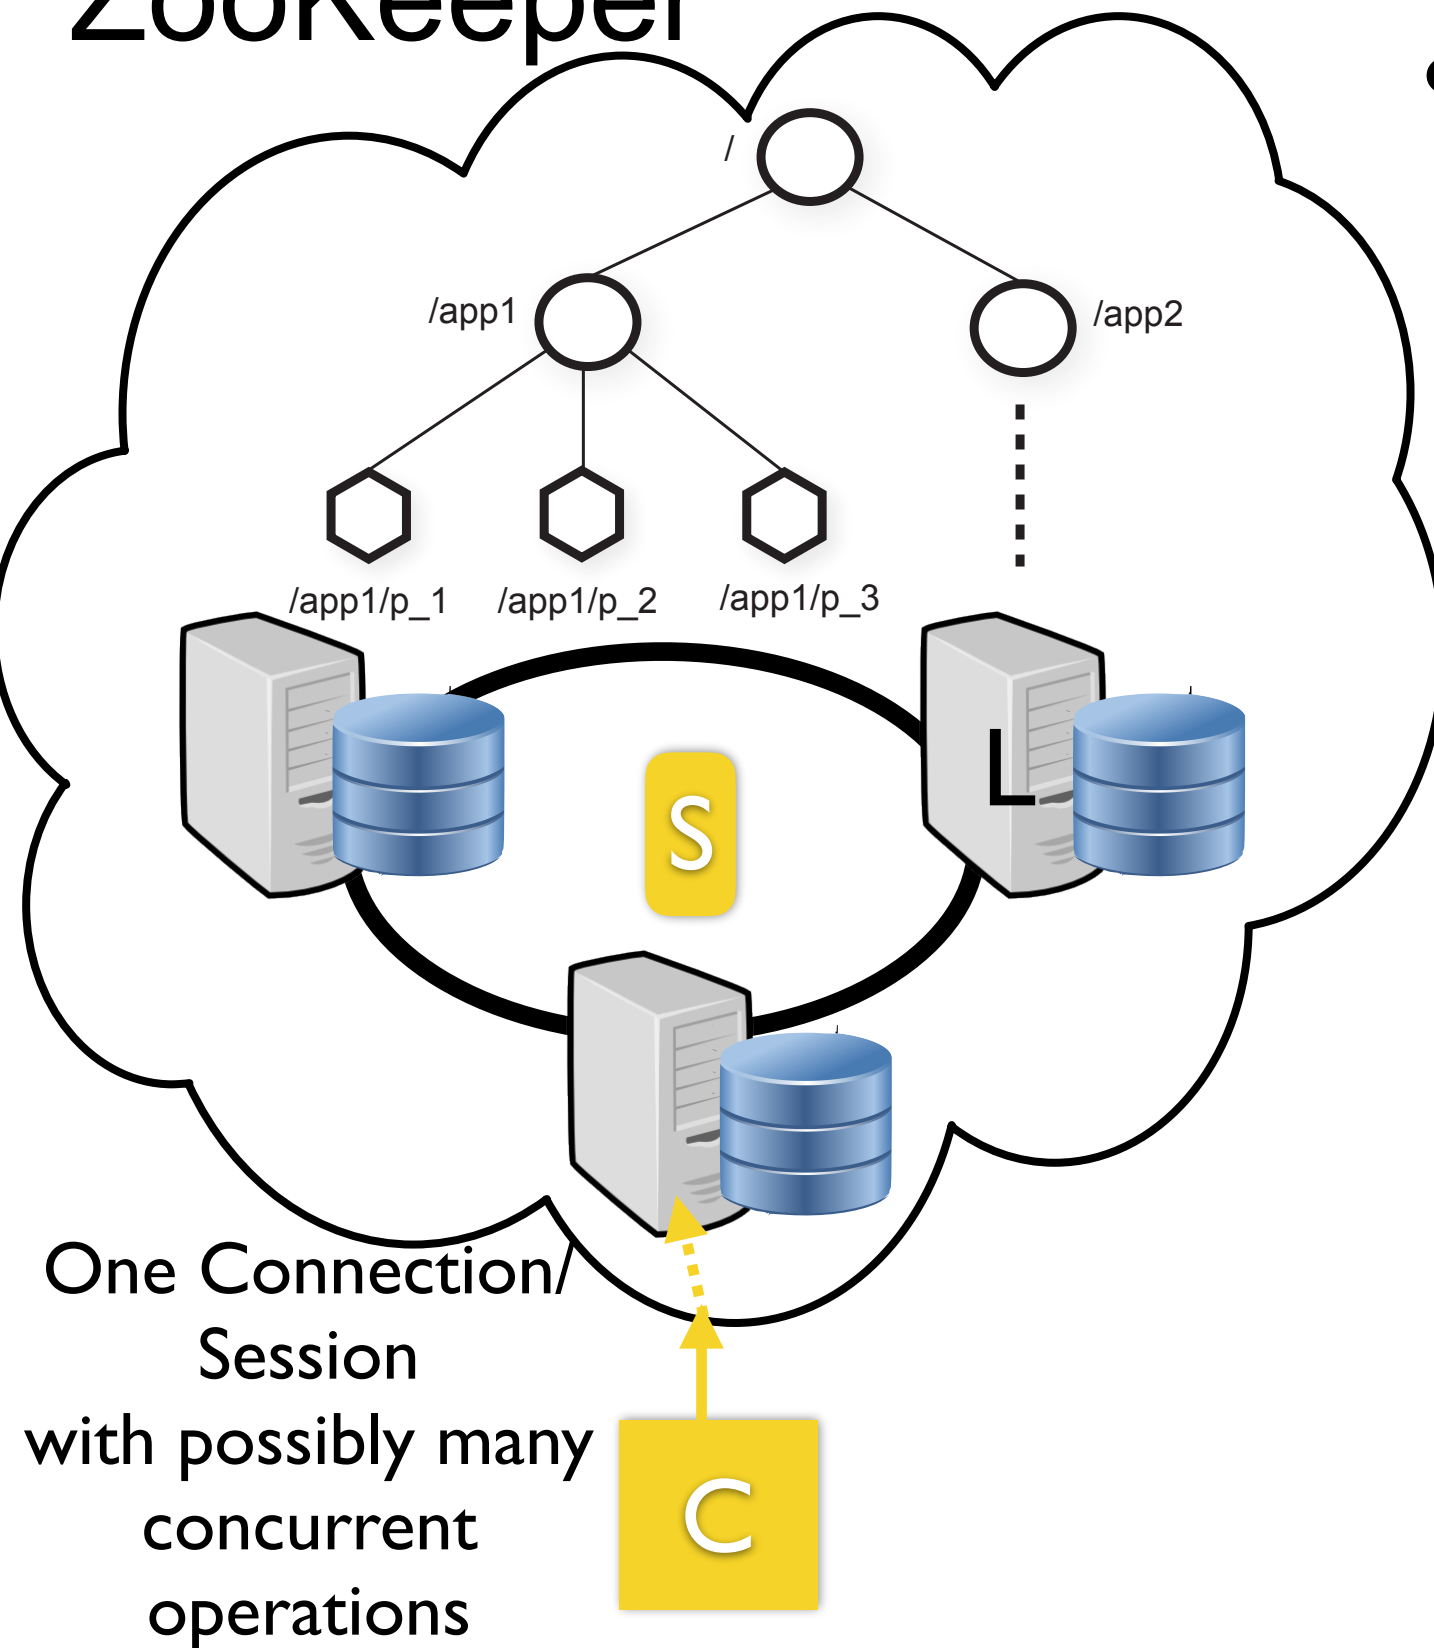 ZooKeeper
/
/app1
/app2
/app1/p_1
/app1/p_2
/app1/p_3
S
L
One Connection/
Session
with possibly many
concurrent
operations
C